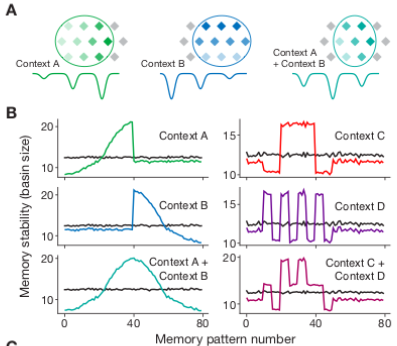 A
Context A
Context B
Context A
+ Context B
B
Memory stability (basin size)
20
10
Context A
15
10
Context C
20
10
Context B
15
10
Context D
20
10
Context A +
Context B
20
10
Context C +
Context D
0
40
80
0
40
80
Memory pattern number